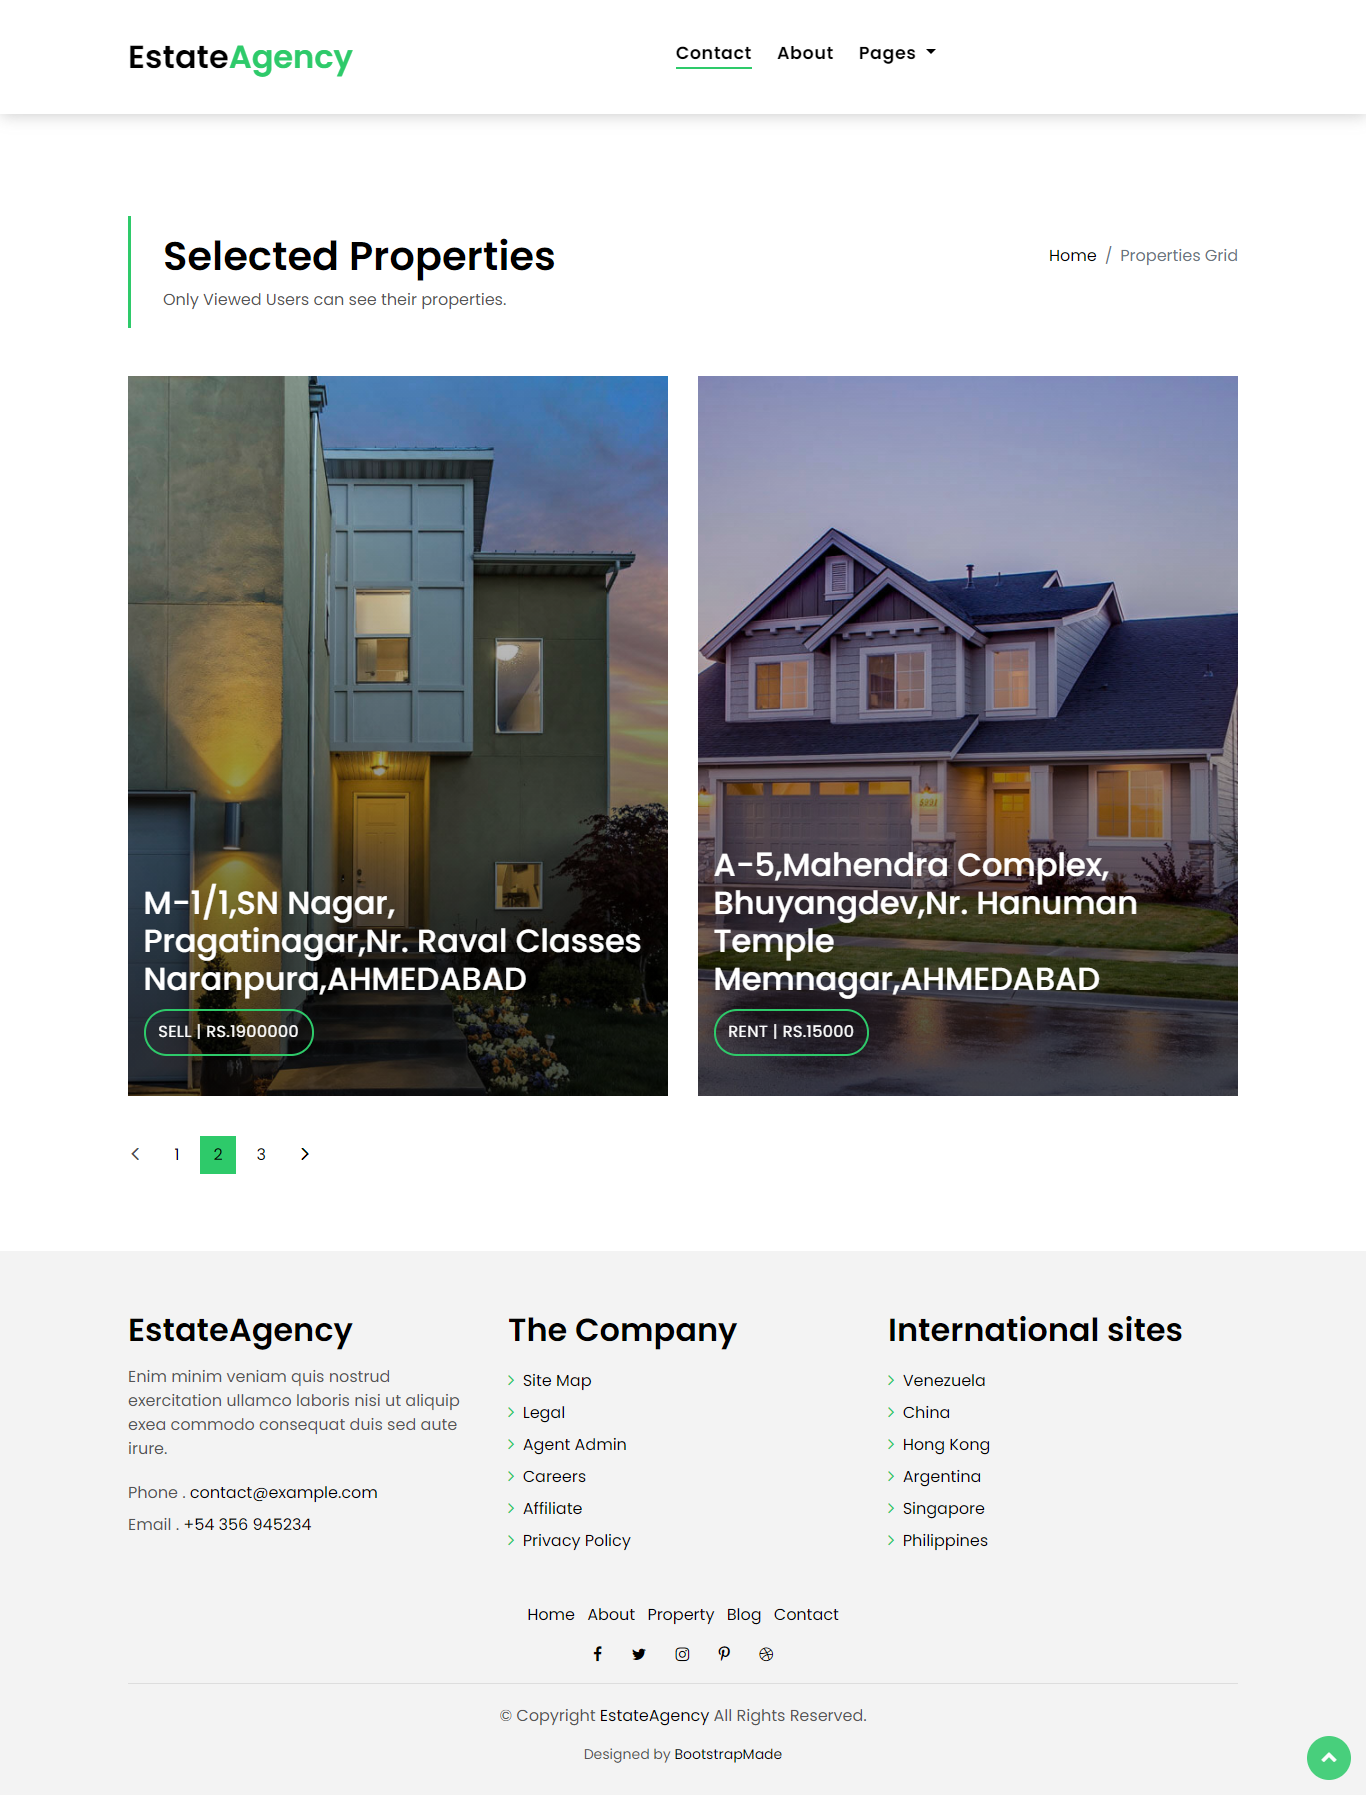 EstateAgency
Contact About Pages
Selected Properties
Only Viewed Users can see their properties.
Home / Properties Grid
M-1/1,SN Nagar,
Pragatinagar,Nr. Raval Classes
Naranpura,AHMEDABAD
SELL | RS.1900000
A-5,Mahendra Complex,
Bhuyangdev,Nr. Hanuman
Temple
Memnagar,AHMEDABAD
RENT | RS.15000
1 2 3
EstateAgency
Enim minim veniam quis nostrud
exercitation ullamco laboris nisi ut aliquip
exea commodo consequat duis sed aute
irure.
Phone . contact@example.com
Email . +54 356 945234
The Company
Site Map
Legal
Agent Admin
Careers
Affiliate
Privacy Policy
International sites
Venezuela
China
Hong Kong
Argentina
Singapore
Philippines
Home About Property Blog Contact
© Copyright EstateAgency All Rights Reserved.
Designed by BootstrapMade